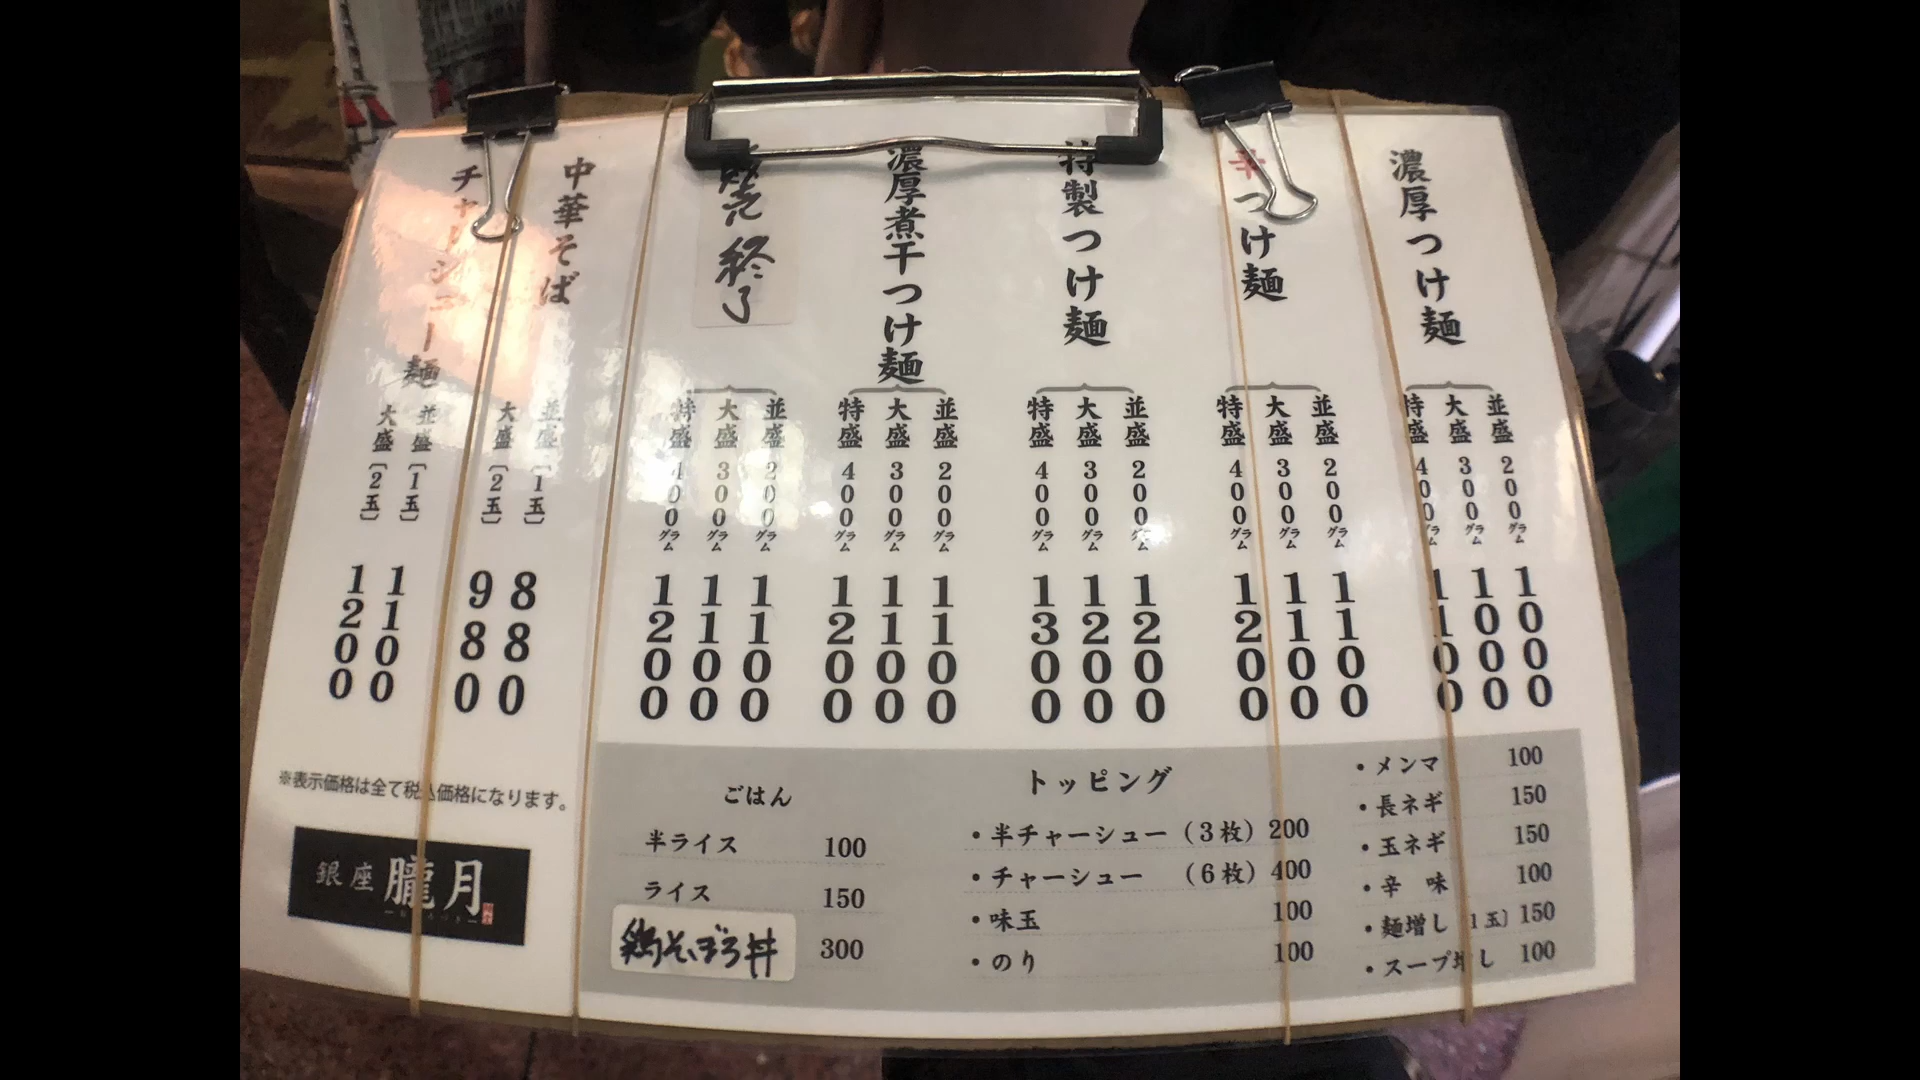 濃厚つけ麺
並盛 200グラム 1000
大盛 300グラム 1000
特盛 400グラム 1100
辛つけ麺
並盛 200グラム 1100
大盛 300グラム 1100
特盛 400グラム 1200
特製つけ麺
並盛 200グラム 1200
大盛 300グラム 1200
特盛 400グラム 1300
濃厚煮干つけ麺
並盛 200グラム 1100
大盛 300グラム 1100
特盛 400グラム 1200
販売終了
並盛 200グラム 1100
大盛 300グラム 1100
特盛 400グラム 1200
中華そば
並盛〔1玉〕 880
大盛〔2玉〕 980
チャーシュー麺
並盛〔1玉〕 1100
大盛〔2玉〕 1200
トッピング
・メンマ 100
・長ネギ 150
・玉ネギ 150
・辛味 100
・麺増し〔1玉〕 150
・スープ増し 100
・半チャーシュー（3枚） 200
・チャーシュー （6枚） 400
・味玉 100
・のり 100
ごはん
半ライス 100
ライス 150
鶏そぼろ丼 300
※表示価格は全て税込価格になります。
銀座 朧月